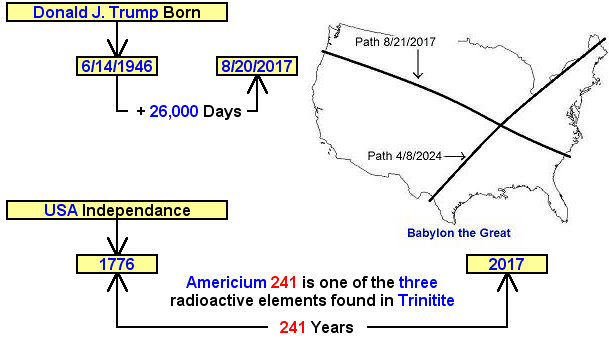 Donald J. Trump Born
6/14/1946
8/20/2017
+ 26,000 Days
Path 8/21/2017
Path 4/8/2024
Babylon the Great
USA Independance
1776
2017
Americium 241 is one of the three
radioactive elements found in Trinitite
241 Years